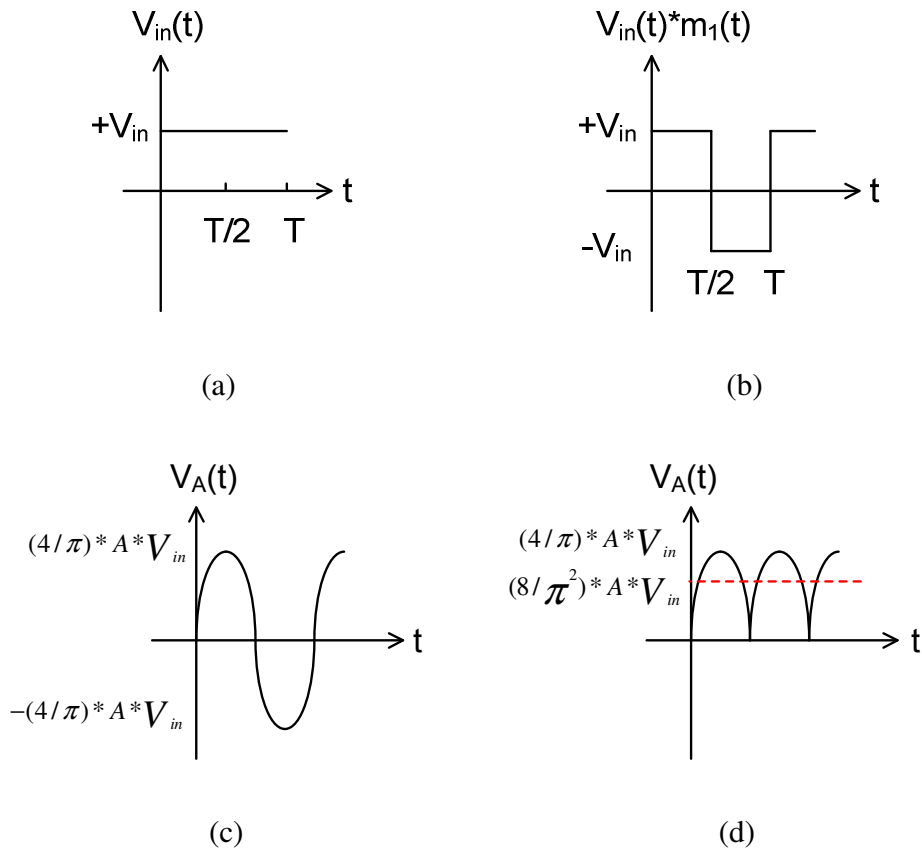 V_in(t)
+V_in
t
T/2 T
(a)
V_in(t)*m_1(t)
+V_in
t
-V_in
T/2 T
(b)
V_A(t)
(4/π)*A*V_in
t
−(4/π)*A*V_in
(c)
V_A(t)
(4/π)*A*V_in
(8/π²)*A*V_in
t
(d)